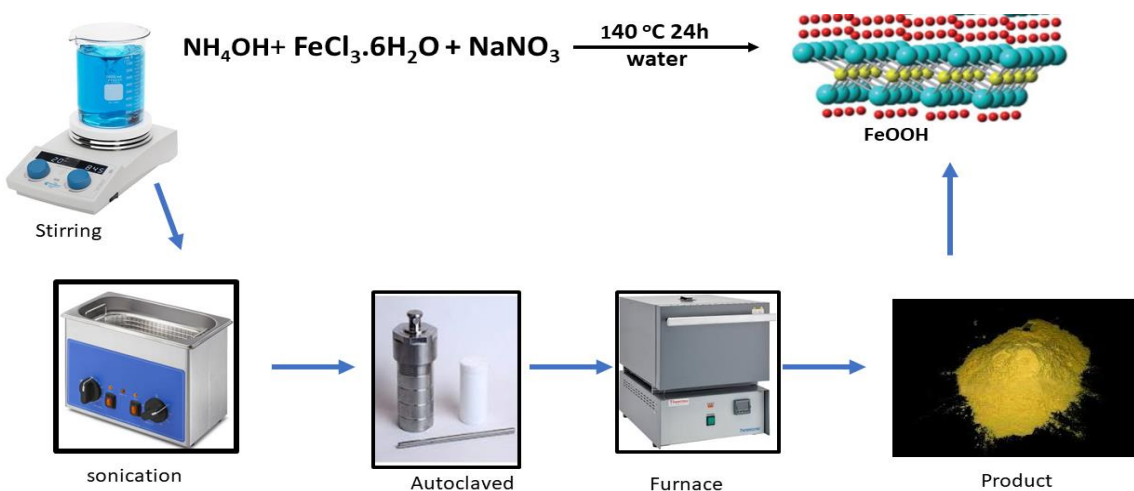 NH₄OH+ FeCl₃.6H₂O + NaNO₃
140 °C 24h
water
FeOOH
Stirring
sonication
Autoclaved
Furnace
Product